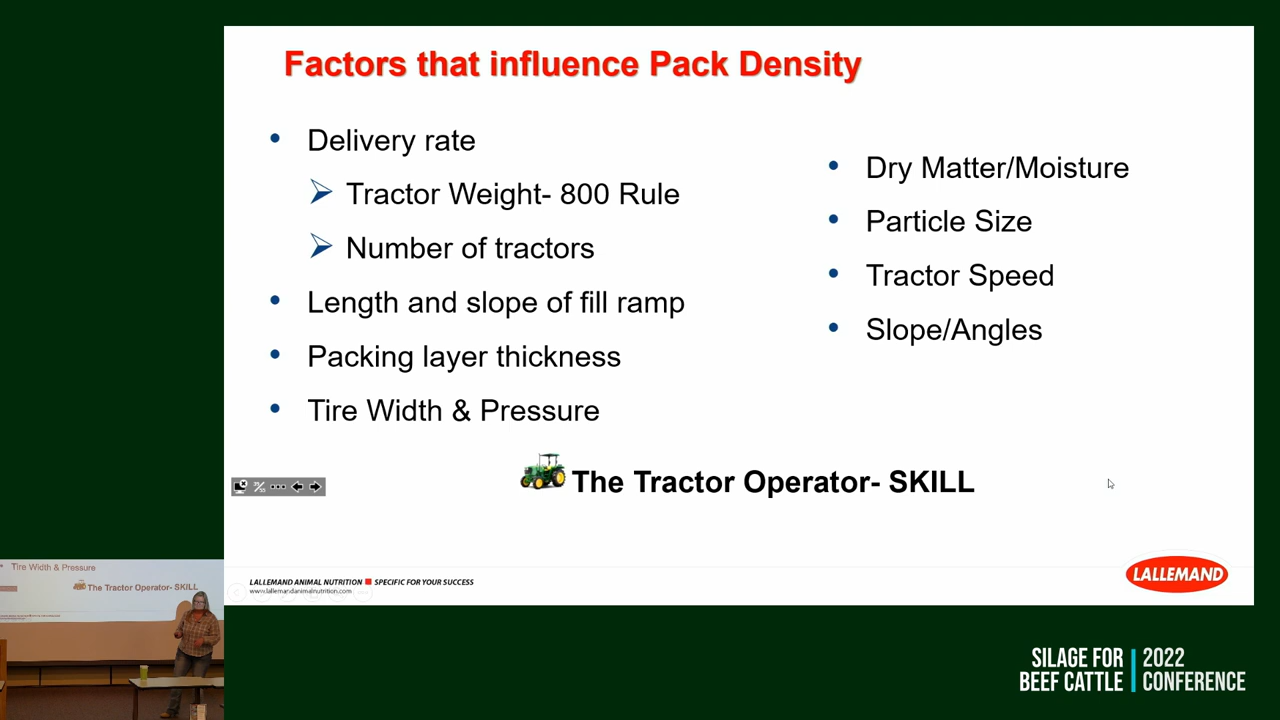 Factors that influence Pack Density
• Delivery rate
➢ Tractor Weight- 800 Rule
➢ Number of tractors
• Length and slope of fill ramp
• Packing layer thickness
• Tire Width & Pressure
• Dry Matter/Moisture
• Particle Size
• Tractor Speed
• Slope/Angles
The Tractor Operator- SKILL
LALLEMAND ANIMAL NUTRITION ■ SPECIFIC FOR YOUR SUCCESS
www.lallemandanimalnutrition.com
LALLEMAND
Tire Width & Pressure
The Tractor Operator- SKILL
SILAGE FOR
BEEF CATTLE
2022
CONFERENCE